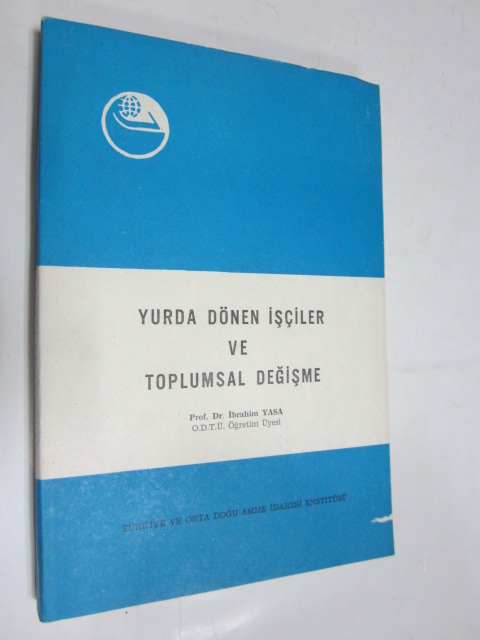 YURDA DÖNEN İŞÇİLER
VE
TOPLUMSAL DEĞİŞME
Prof. Dr. İbrahim YASA
O.D.T.Ü. Öğretim Üyesi
TÜRKİYE VE ORTA DOĞU AMME İDARESİ ENSTİTÜSÜ